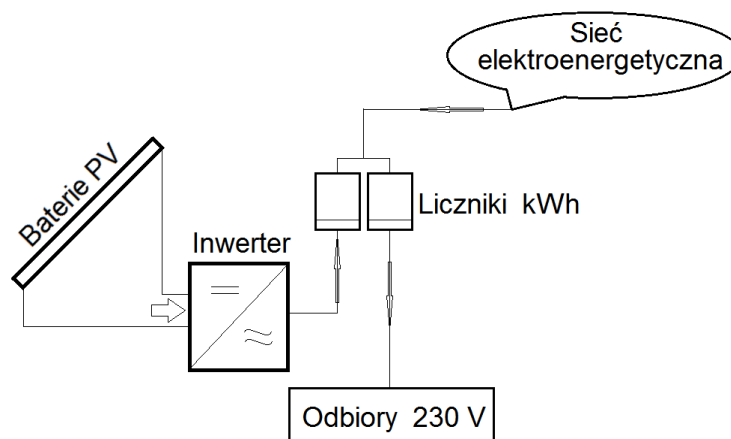 Sieć
elektroenergetyczna
Baterie PV
Liczniki kWh
Inwerter
Odbiory 230 V